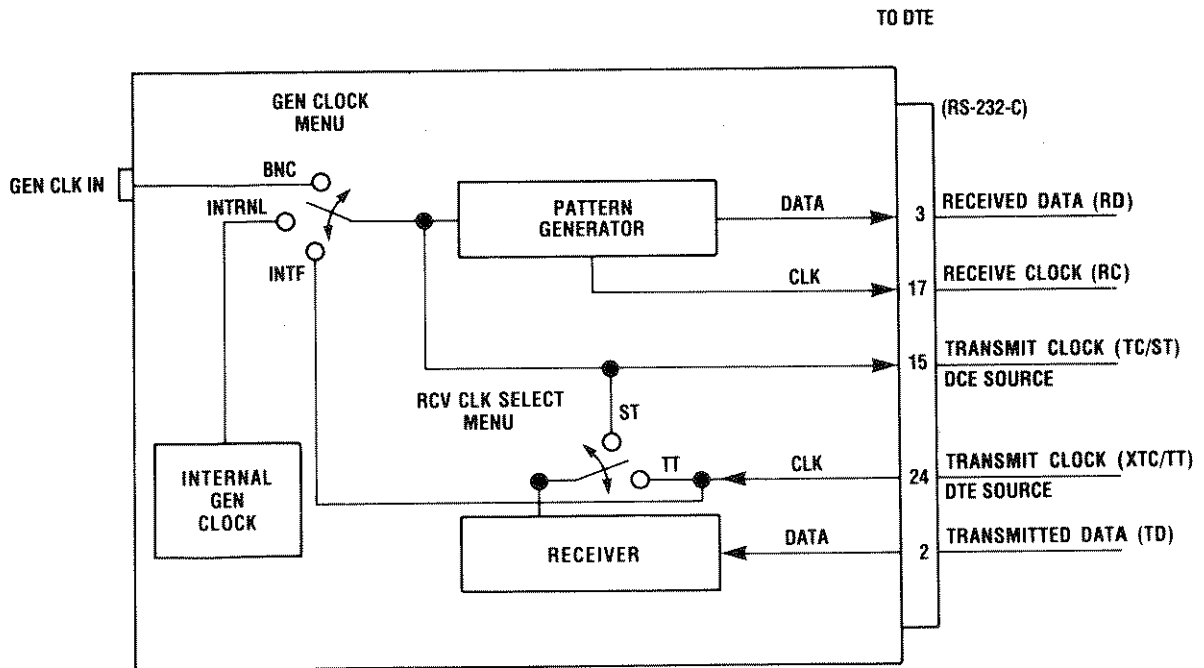 TO DTE
GEN CLOCK
MENU
(RS-232-C)
GEN CLK IN
BNC
INTRNL
INTF
PATTERN
GENERATOR
DATA
3
RECEIVED DATA (RD)
CLK
17
RECEIVE CLOCK (RC)
15
TRANSMIT CLOCK (TC/ST)
DCE SOURCE
RCV CLK SELECT
MENU
ST
TT
CLK
24
TRANSMIT CLOCK (XTC/TT)
DTE SOURCE
INTERNAL
GEN
CLOCK
RECEIVER
DATA
2
TRANSMITTED DATA (TD)